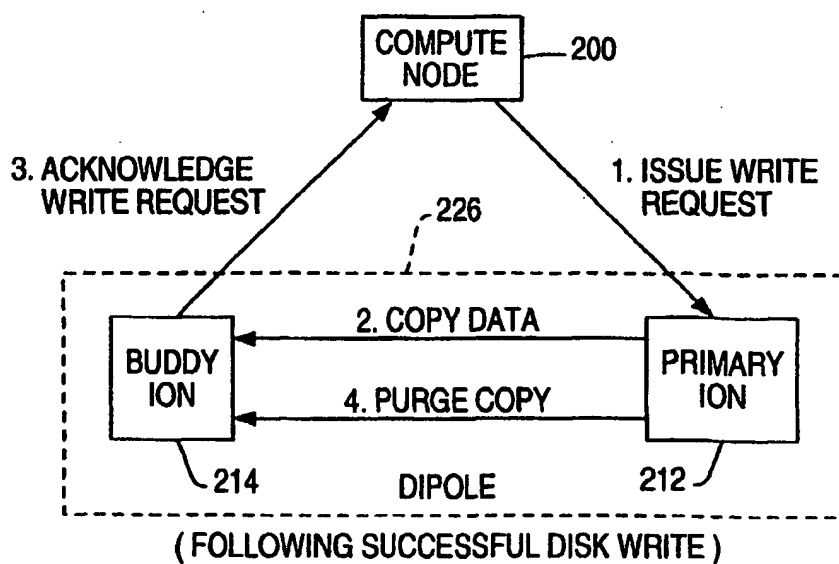 COMPUTE
NODE
200
3. ACKNOWLEDGE
WRITE REQUEST
1. ISSUE WRITE
REQUEST
226
2. COPY DATA
BUDDY
ION
PRIMARY
ION
4. PURGE COPY
214
DIPOLE
212
( FOLLOWING SUCCESSFUL DISK WRITE )